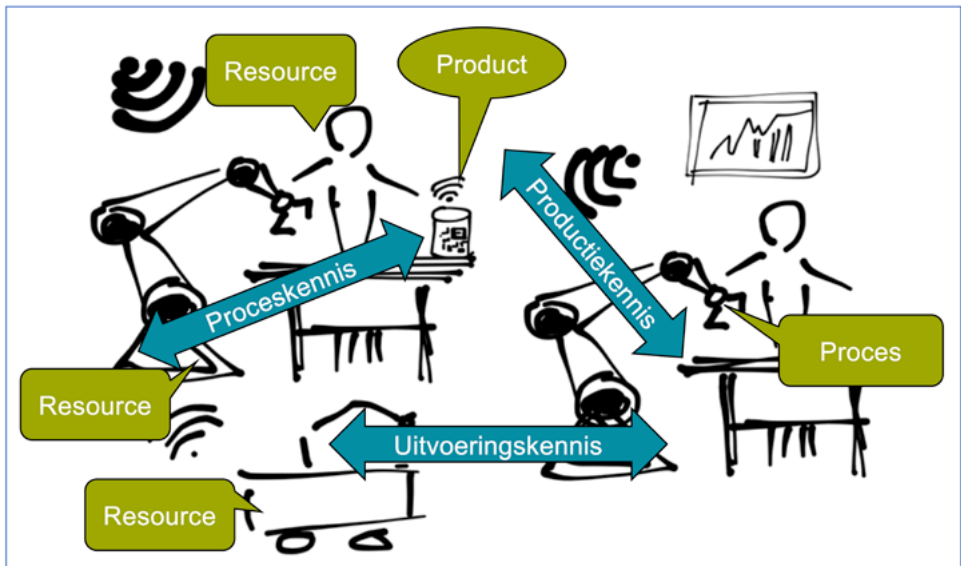 Resource
Product
Productiekennis
Proceskennis
Proces
Resource
Uitvoeringskennis
Resource